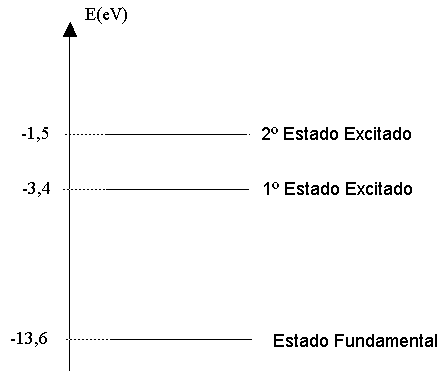 E(eV)
-1,5 2º Estado Excitado
-3,4 1º Estado Excitado
-13,6 Estado Fundamental